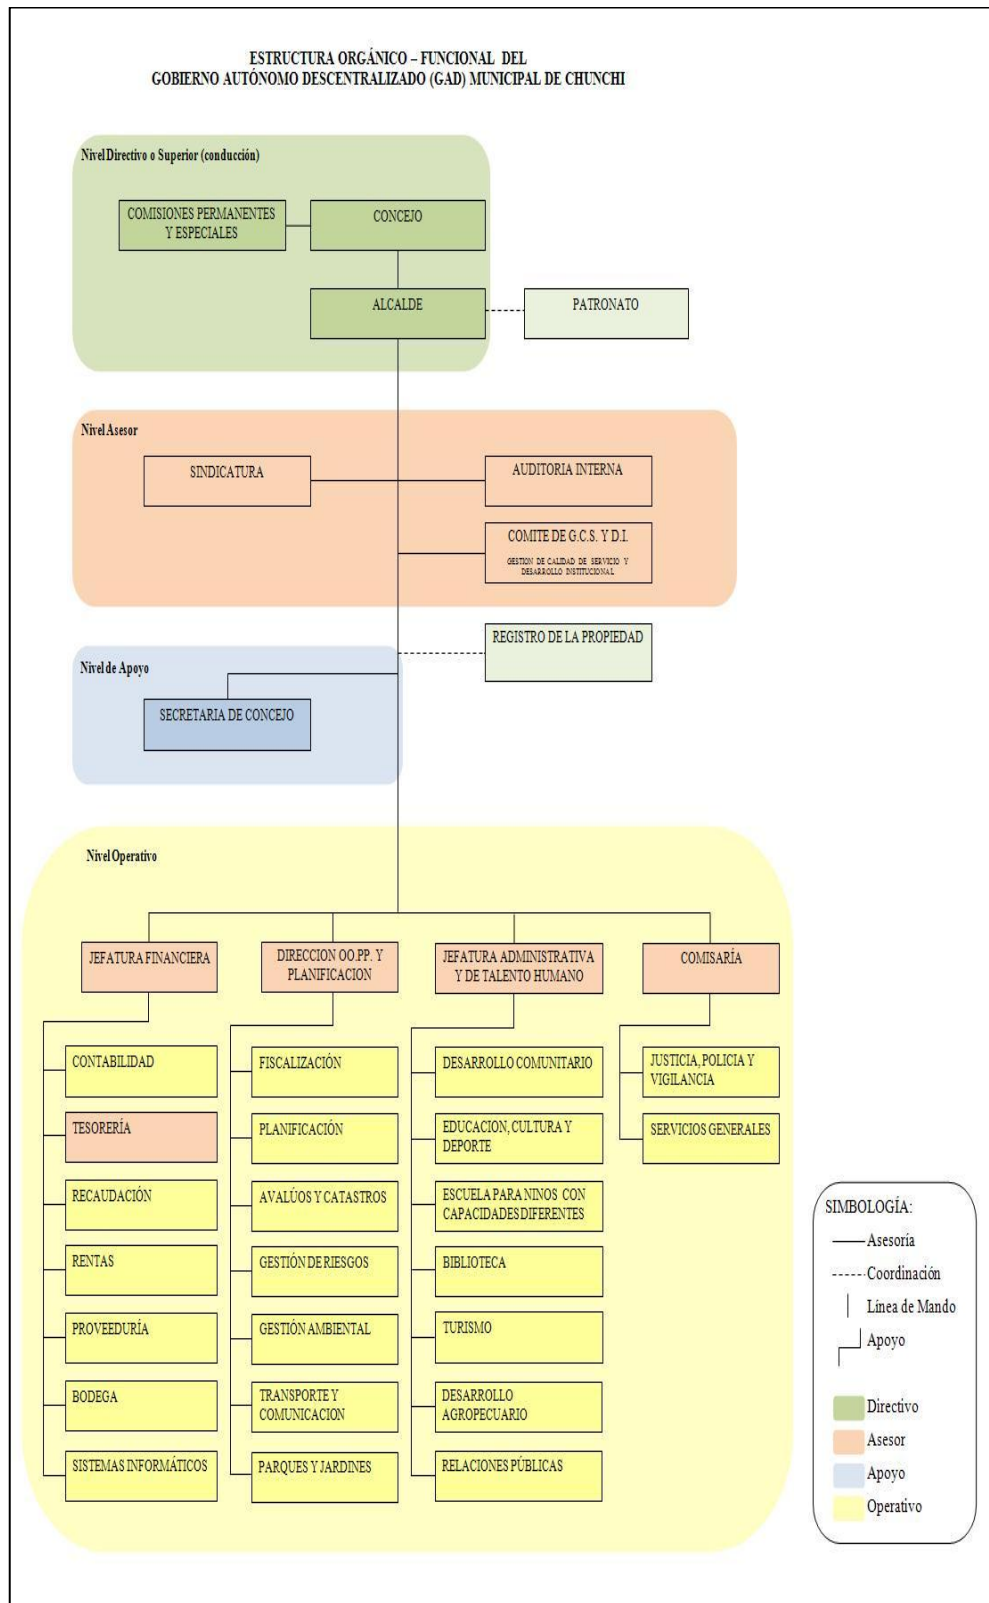 ESTRUCTURA ORGÁNICO – FUNCIONAL DEL
GOBIERNO AUTÓNOMO DESCENTRALIZADO (GAD) MUNICIPAL DE CHUNCHI
Nivel Directivo o Superior (conducción)
COMISIONES PERMANENTES
Y ESPECIALES
CONCEJO
ALCALDE
PATRONATO
Nivel Asesor
SINDICATURA
AUDITORIA INTERNA
COMITE DE G.C.S. Y D.I.
GESTION DE CALIDAD DE SERVICIO Y
DESARROLLO INSTITUCIONAL
REGISTRO DE LA PROPIEDAD
Nivel de Apoyo
SECRETARIA DE CONCEJO
Nivel Operativo
JEFATURA FINANCIERA
DIRECCION OO.PP. Y
PLANIFICACION
JEFATURA ADMINISTRATIVA
Y DE TALENTO HUMANO
COMISARÍA
CONTABILIDAD
TESORERÍA
RECAUDACIÓN
RENTAS
PROVEEDURÍA
BODEGA
SISTEMAS INFORMÁTICOS
FISCALIZACIÓN
PLANIFICACIÓN
AVALÚOS Y CATASTROS
GESTIÓN DE RIESGOS
GESTIÓN AMBIENTAL
TRANSPORTE Y
COMUNICACION
PARQUES Y JARDINES
DESARROLLO COMUNITARIO
EDUCACION, CULTURA Y
DEPORTE
ESCUELA PARA NINOS CON
CAPACIDADES DIFERENTES
BIBLIOTECA
TURISMO
DESARROLLO
AGROPECUARIO
RELACIONES PÚBLICAS
JUSTICIA, POLICIA Y
VIGILANCIA
SERVICIOS GENERALES
SIMBOLOGÍA:
Asesoría
Coordinación
Línea de Mando
Apoyo
Directivo
Asesor
Apoyo
Operativo